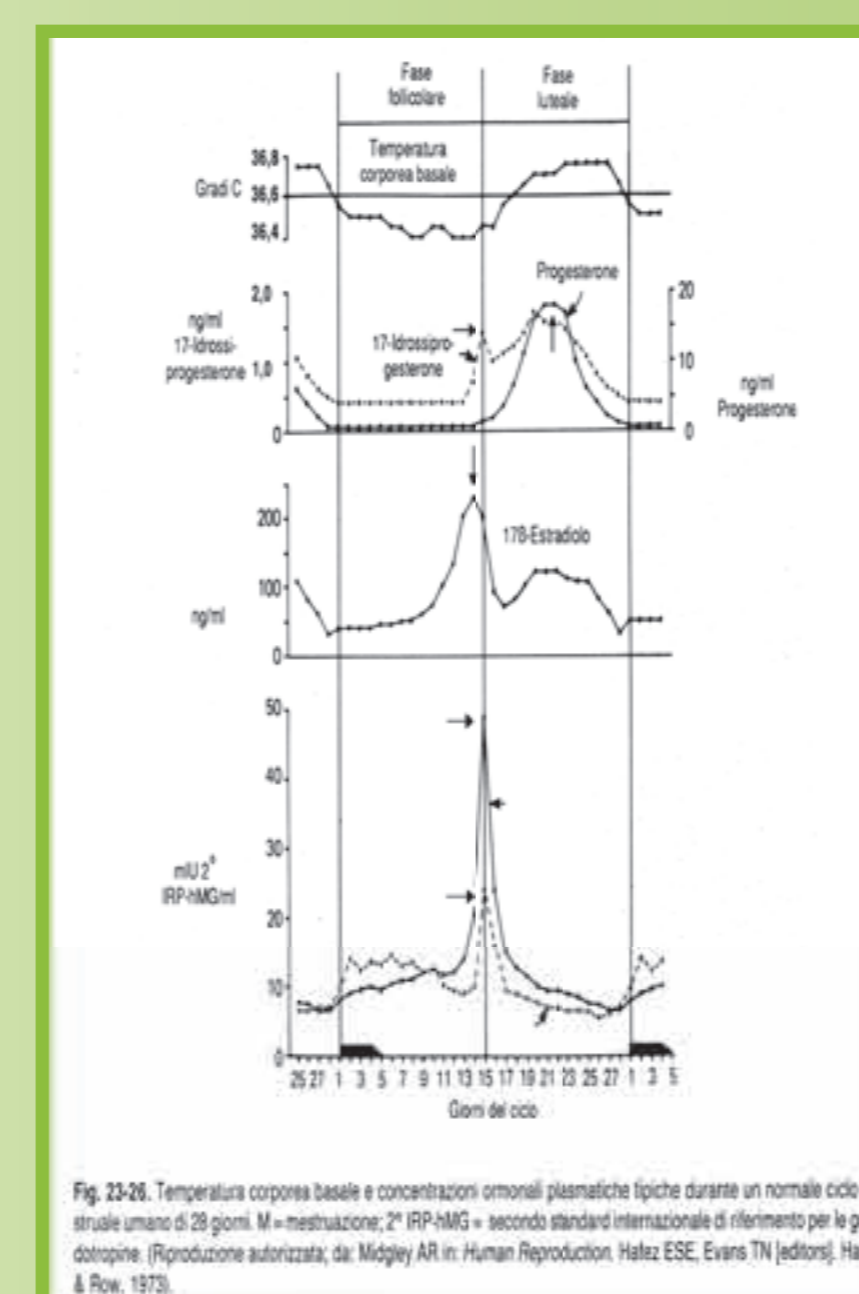 Fase
follicolare
Fase
luteale
Temperatura
corporea basale
Gradi C
36,8
36,6
36,4
Progesterone
ng/ml
17-Idrossi-
progesterone
2,0
1,0
0
17-Idrossipro-
gesterone
20
10
0
ng/ml
Progesterone
200
100
0
ng/ml
17B-Estradiolo
50
40
30
20
10
0
mIU 2°
IRP-hMG/ml
25 27 1 3 5 7 9 11 13 15 17 19 21 23 25 27 1 3 5
Giorni del ciclo
Fig. 23-26. Temperatura corporea basale e concentrazioni ormonali plasmatiche tipiche durante un normale ciclo
struale umano di 28 giorni. M = mestruazione; 2° IRP-hMG = secondo standard internazionale di riferimento per le g
dotropine. (Riproduzione autorizzata; da: Midgley AR in: Human Reproduction. Hafez ESE, Evans TN [editors]. Ha
& Row, 1973).